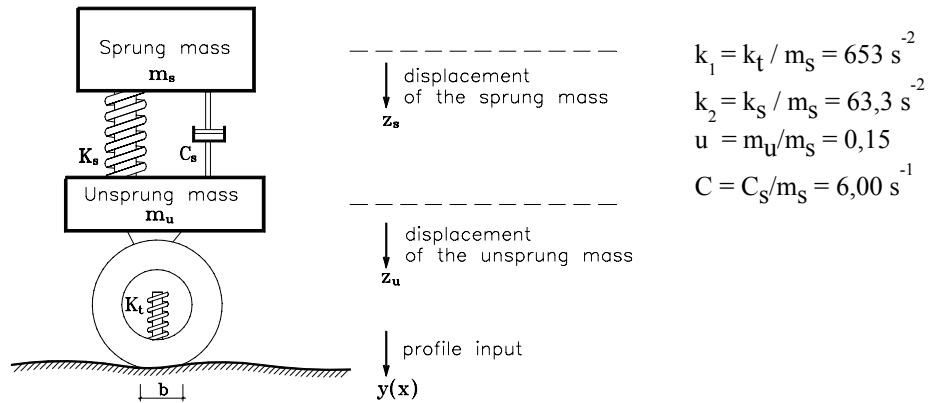 Sprung mass
m_s
K_s
C_s
Unsprung mass
m_u
K_t
b
displacement
of the sprung mass
z_s
displacement
of the unsprung mass
z_u
profile input
y(x)
k_1 = k_t / m_s = 653 s^-2
k_2 = k_s / m_s = 63,3 s^-2
u = m_u/m_s = 0,15
C = C_s/m_s = 6,00 s^-1